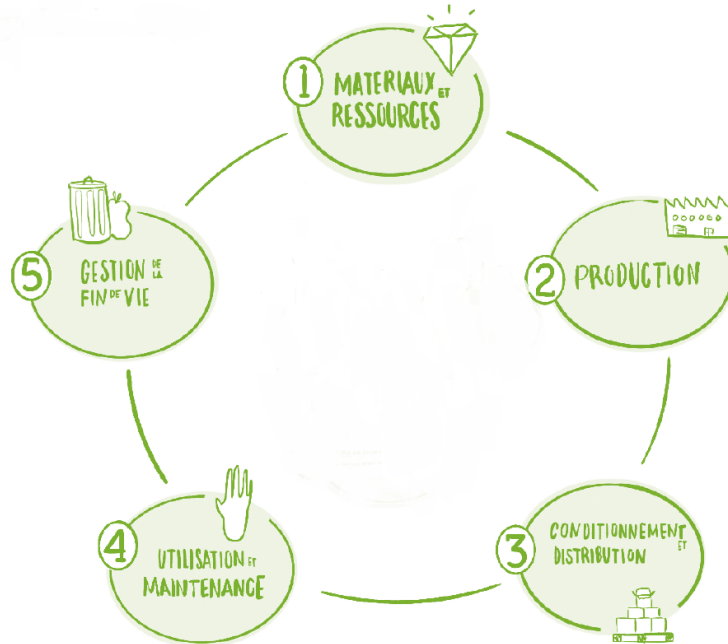 1
MATERIAUX ET
RESSOURCES
2
PRODUCTION
3
CONDITIONNEMENT ET
DISTRIBUTION
4
UTILISATION ET
MAINTENANCE
5
GESTION DE LA
FIN DE VIE